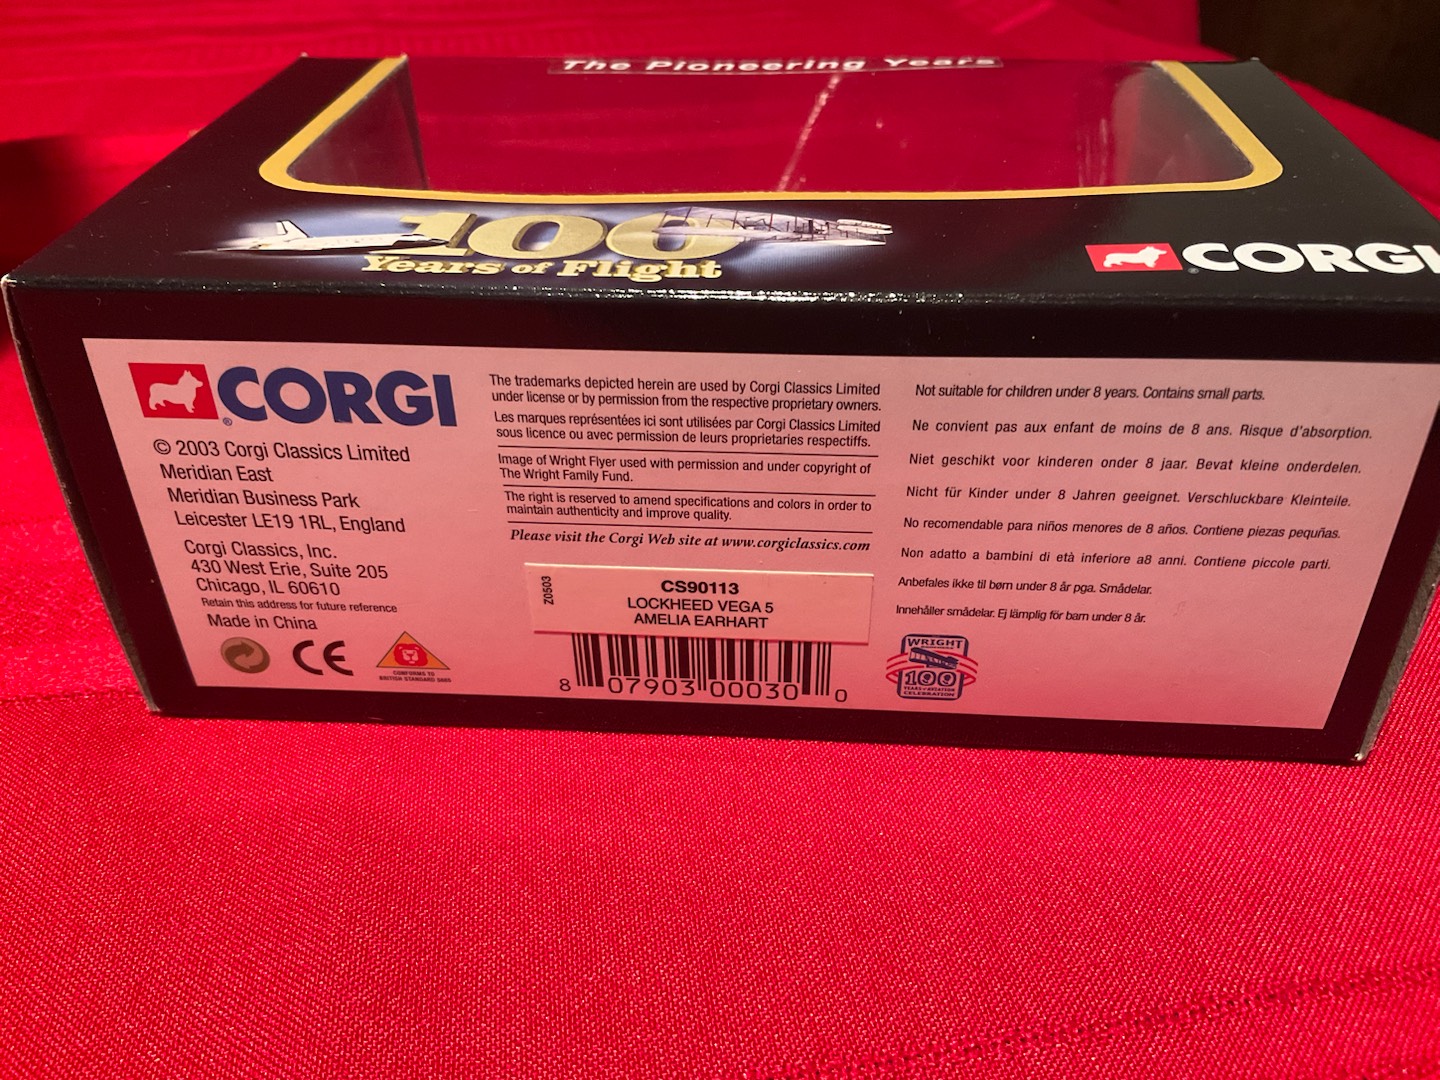 The Pioneering Years
100
Years of Flight
CORGI
CORGI
© 2003 Corgi Classics Limited
Meridian East
Meridian Business Park
Leicester LE19 1RL, England
Corgi Classics, Inc.
430 West Erie, Suite 205
Chicago, IL 60610
Retain this address for future reference
Made in China
CE
CONFORMS TO
BRITISH STANDARD 5665
The trademarks depicted herein are used by Corgi Classics Limited
under license or by permission from the respective proprietary owners.
Les marques représentées ici sont utilisées par Corgi Classics Limited
sous licence ou avec permission de leurs proprietaries respectiffs.
Image of Wright Flyer used with permission and under copyright of
The Wright Family Fund.
The right is reserved to amend specifications and colors in order to
maintain authenticity and improve quality.
Please visit the Corgi Web site at www.corgiclassics.com
Z0503
CS90113
LOCKHEED VEGA 5
AMELIA EARHART
8 07903 00030 0
Not suitable for children under 8 years. Contains small parts.
Ne convient pas aux enfant de moins de 8 ans. Risque d'absorption.
Niet geschikt voor kinderen onder 8 jaar. Bevat kleine onderdelen.
Nicht für Kinder under 8 Jahren geeignet. Verschluckbare Kleinteile.
No recomendable para niños menores de 8 años. Contiene piezas pequñas.
Non adatto a bambini di età inferiore a8 anni. Contiene piccole parti.
Anbefales ikke til børn under 8 år pga. Smådelar.
Innehåller smådelar. Ej lämplig för barn under 8 år.
WRIGHT
100
YEARS of AVIATION
CELEBRATION